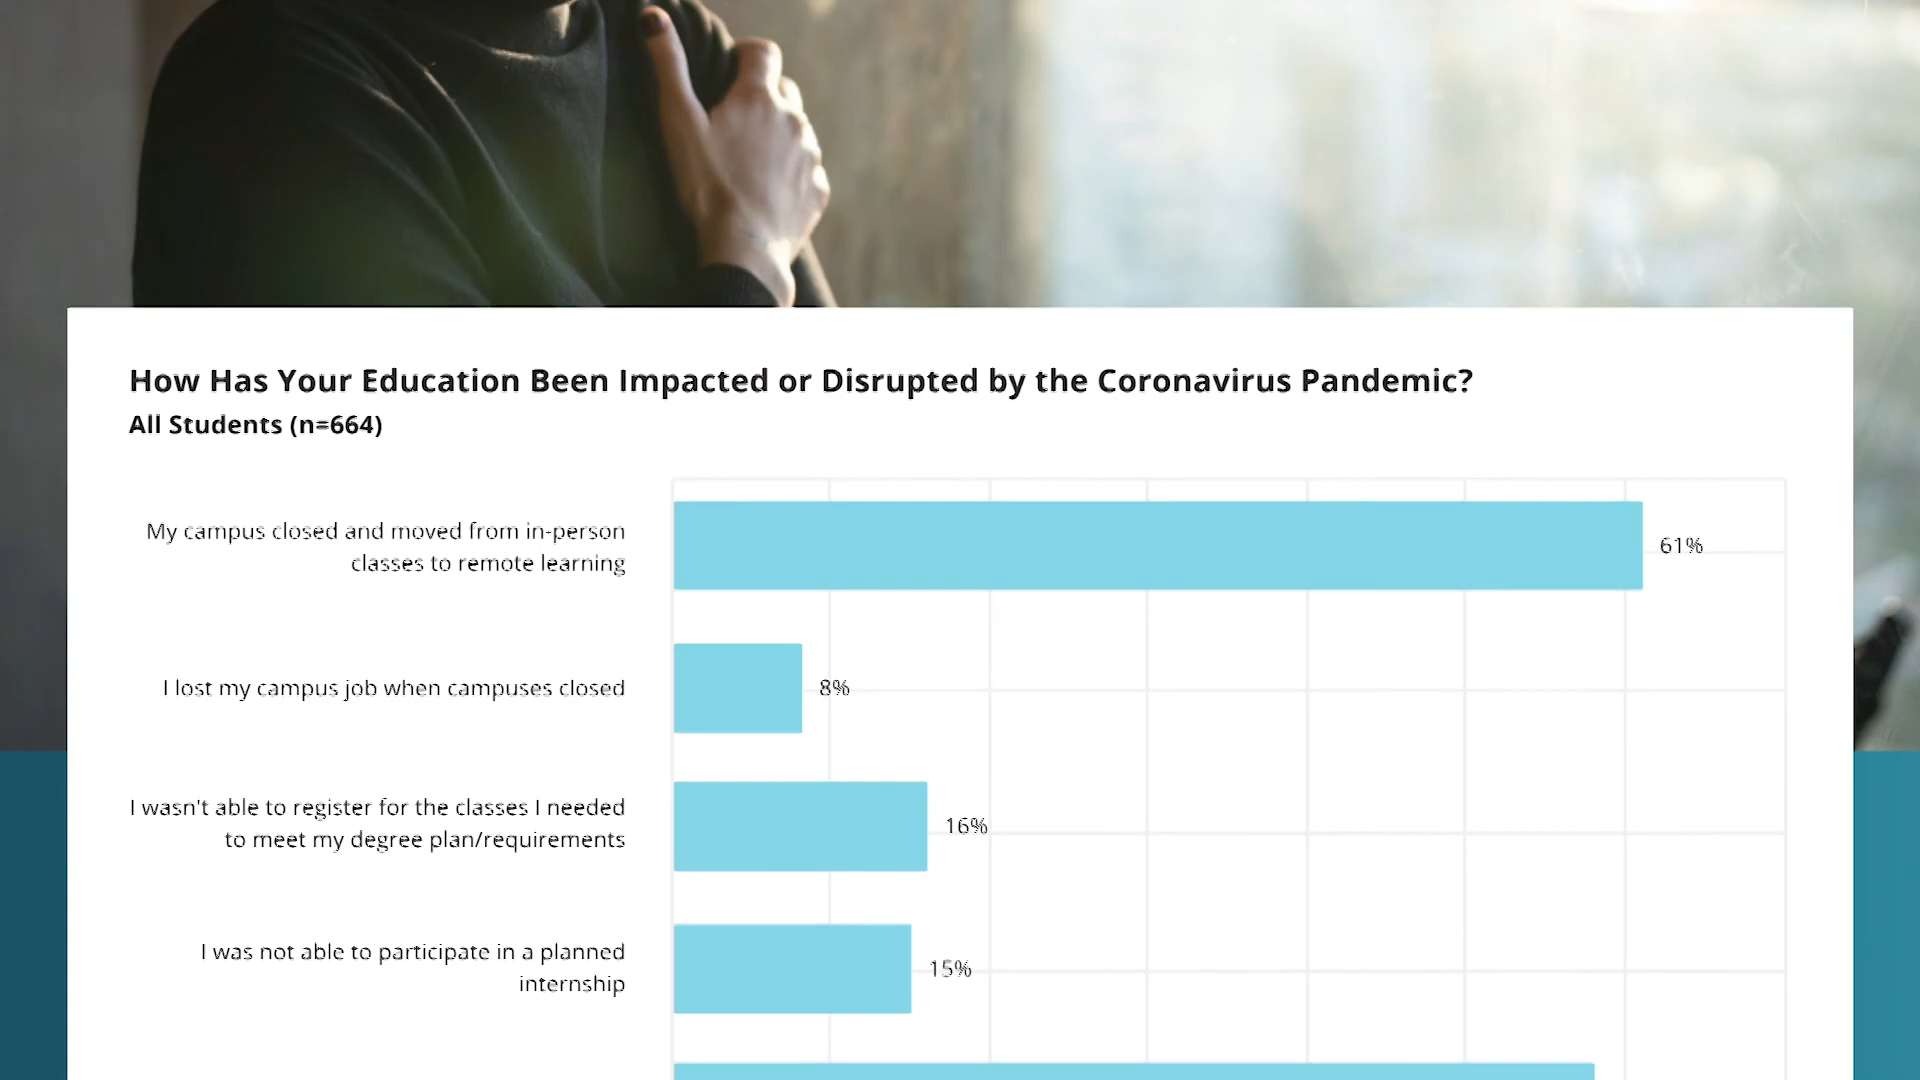 How Has Your Education Been Impacted or Disrupted by the Coronavirus Pandemic?
All Students (n=664)
My campus closed and moved from in-person
classes to remote learning
61%
I lost my campus job when campuses closed
8%
I wasn't able to register for the classes I needed
to meet my degree plan/requirements
16%
I was not able to participate in a planned
internship
15%